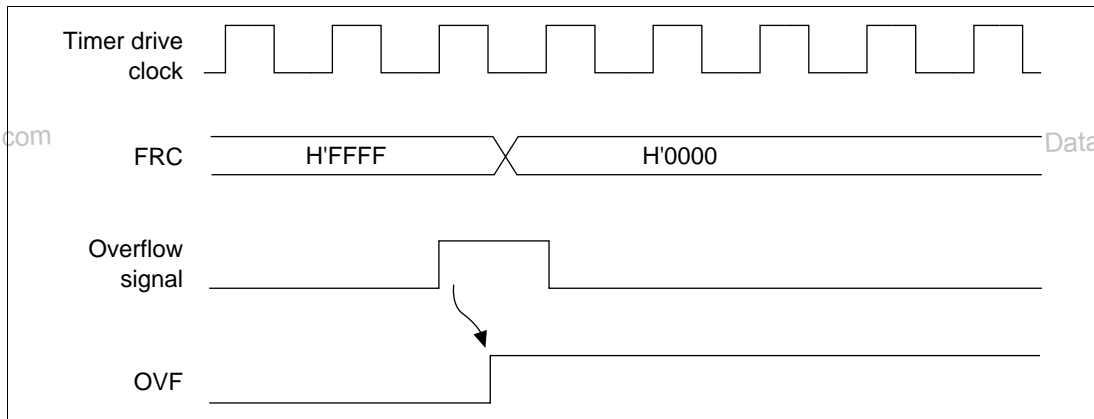 Timer drive
clock
com
FRC
H'FFFF
H'0000
Data
Overflow
signal
OVF